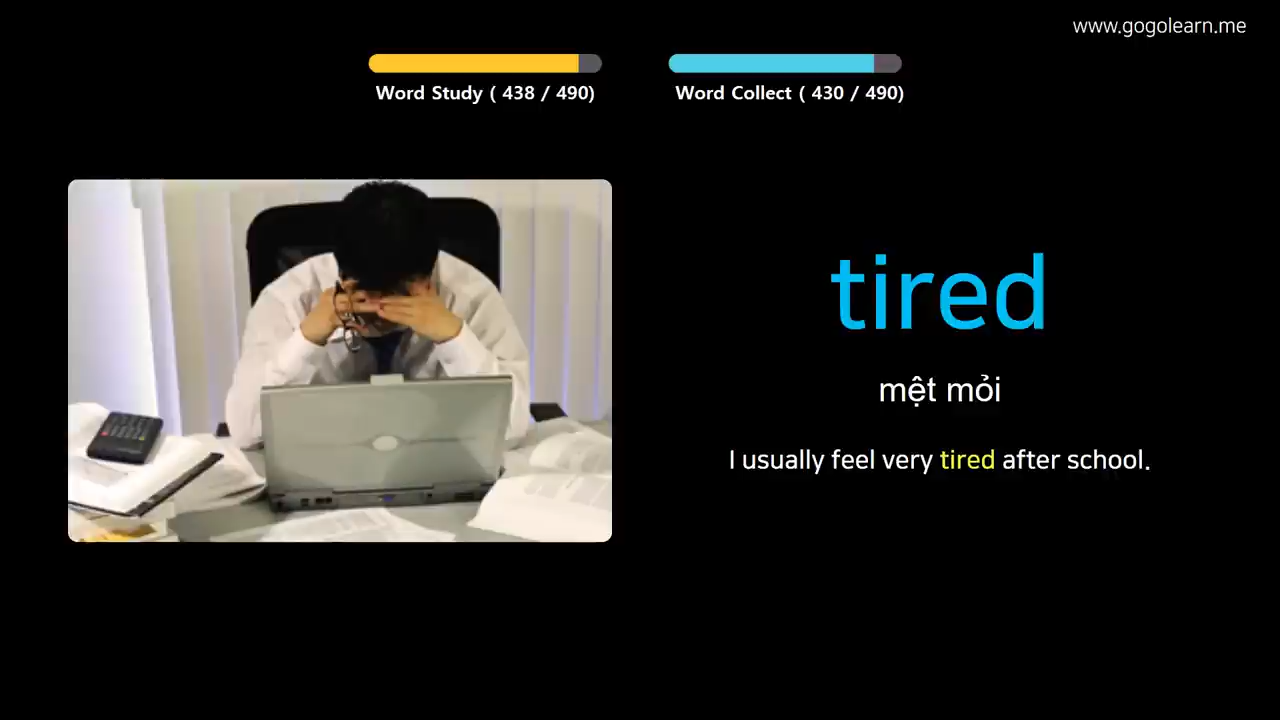 www.gogolearn.me
Word Study ( 438 / 490)
Word Collect ( 430 / 490)
tired
mệt mỏi
I usually feel very tired after school.